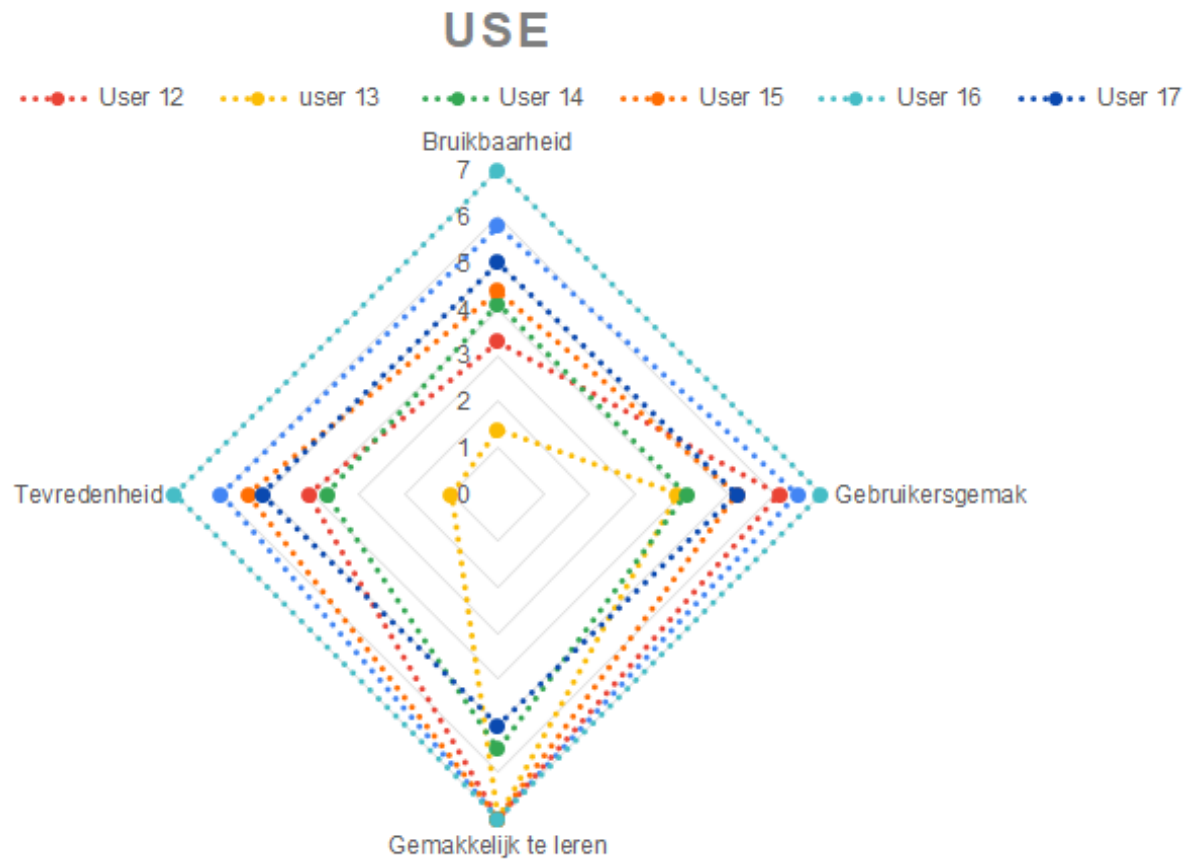 USE
User 12 user 13 User 14 User 15 User 16 User 17
Bruikbaarheid
7
6
5
4
3
2
1
0
Tevredenheid
Gebruikersgemak
Gemakkelijk te leren